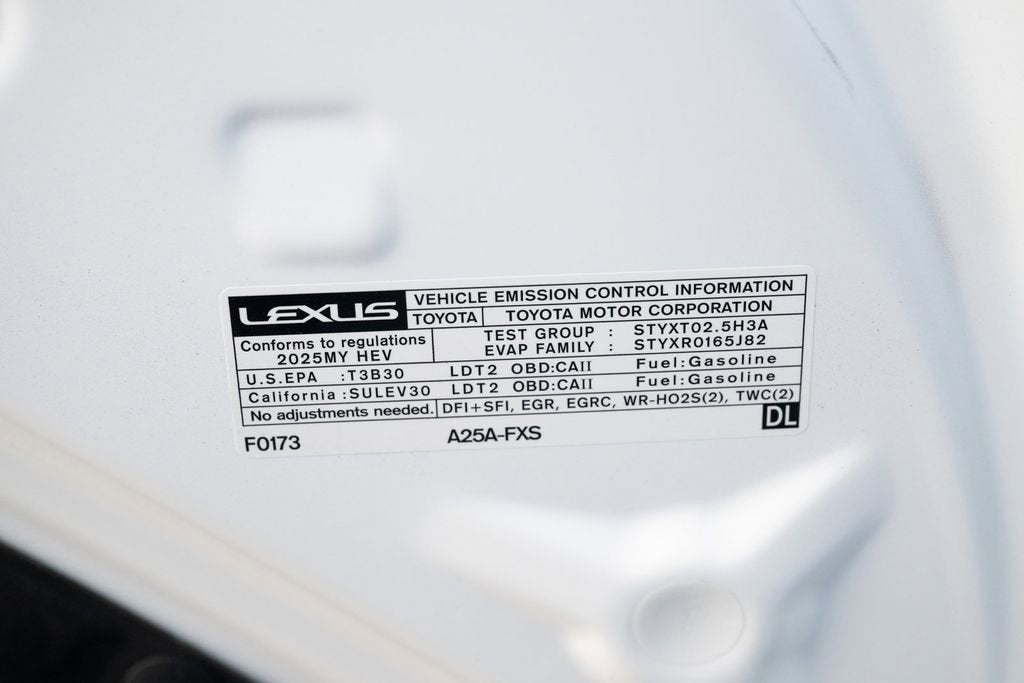 LEXUS VEHICLE EMISSION CONTROL INFORMATION
TOYOTA TOYOTA MOTOR CORPORATION
Conforms to regulations TEST GROUP : STYXT02.5H3A
2025MY HEV EVAP FAMILY : STYXR0165J82
U.S.EPA :T3B30 LDT2 OBD:CAII Fuel:Gasoline
California :SULEV30 LDT2 OBD:CAII Fuel:Gasoline
No adjustments needed. DFI+SFI, EGR, EGRC, WR-HO2S(2), TWC(2)
F0173 A25A-FXS DL